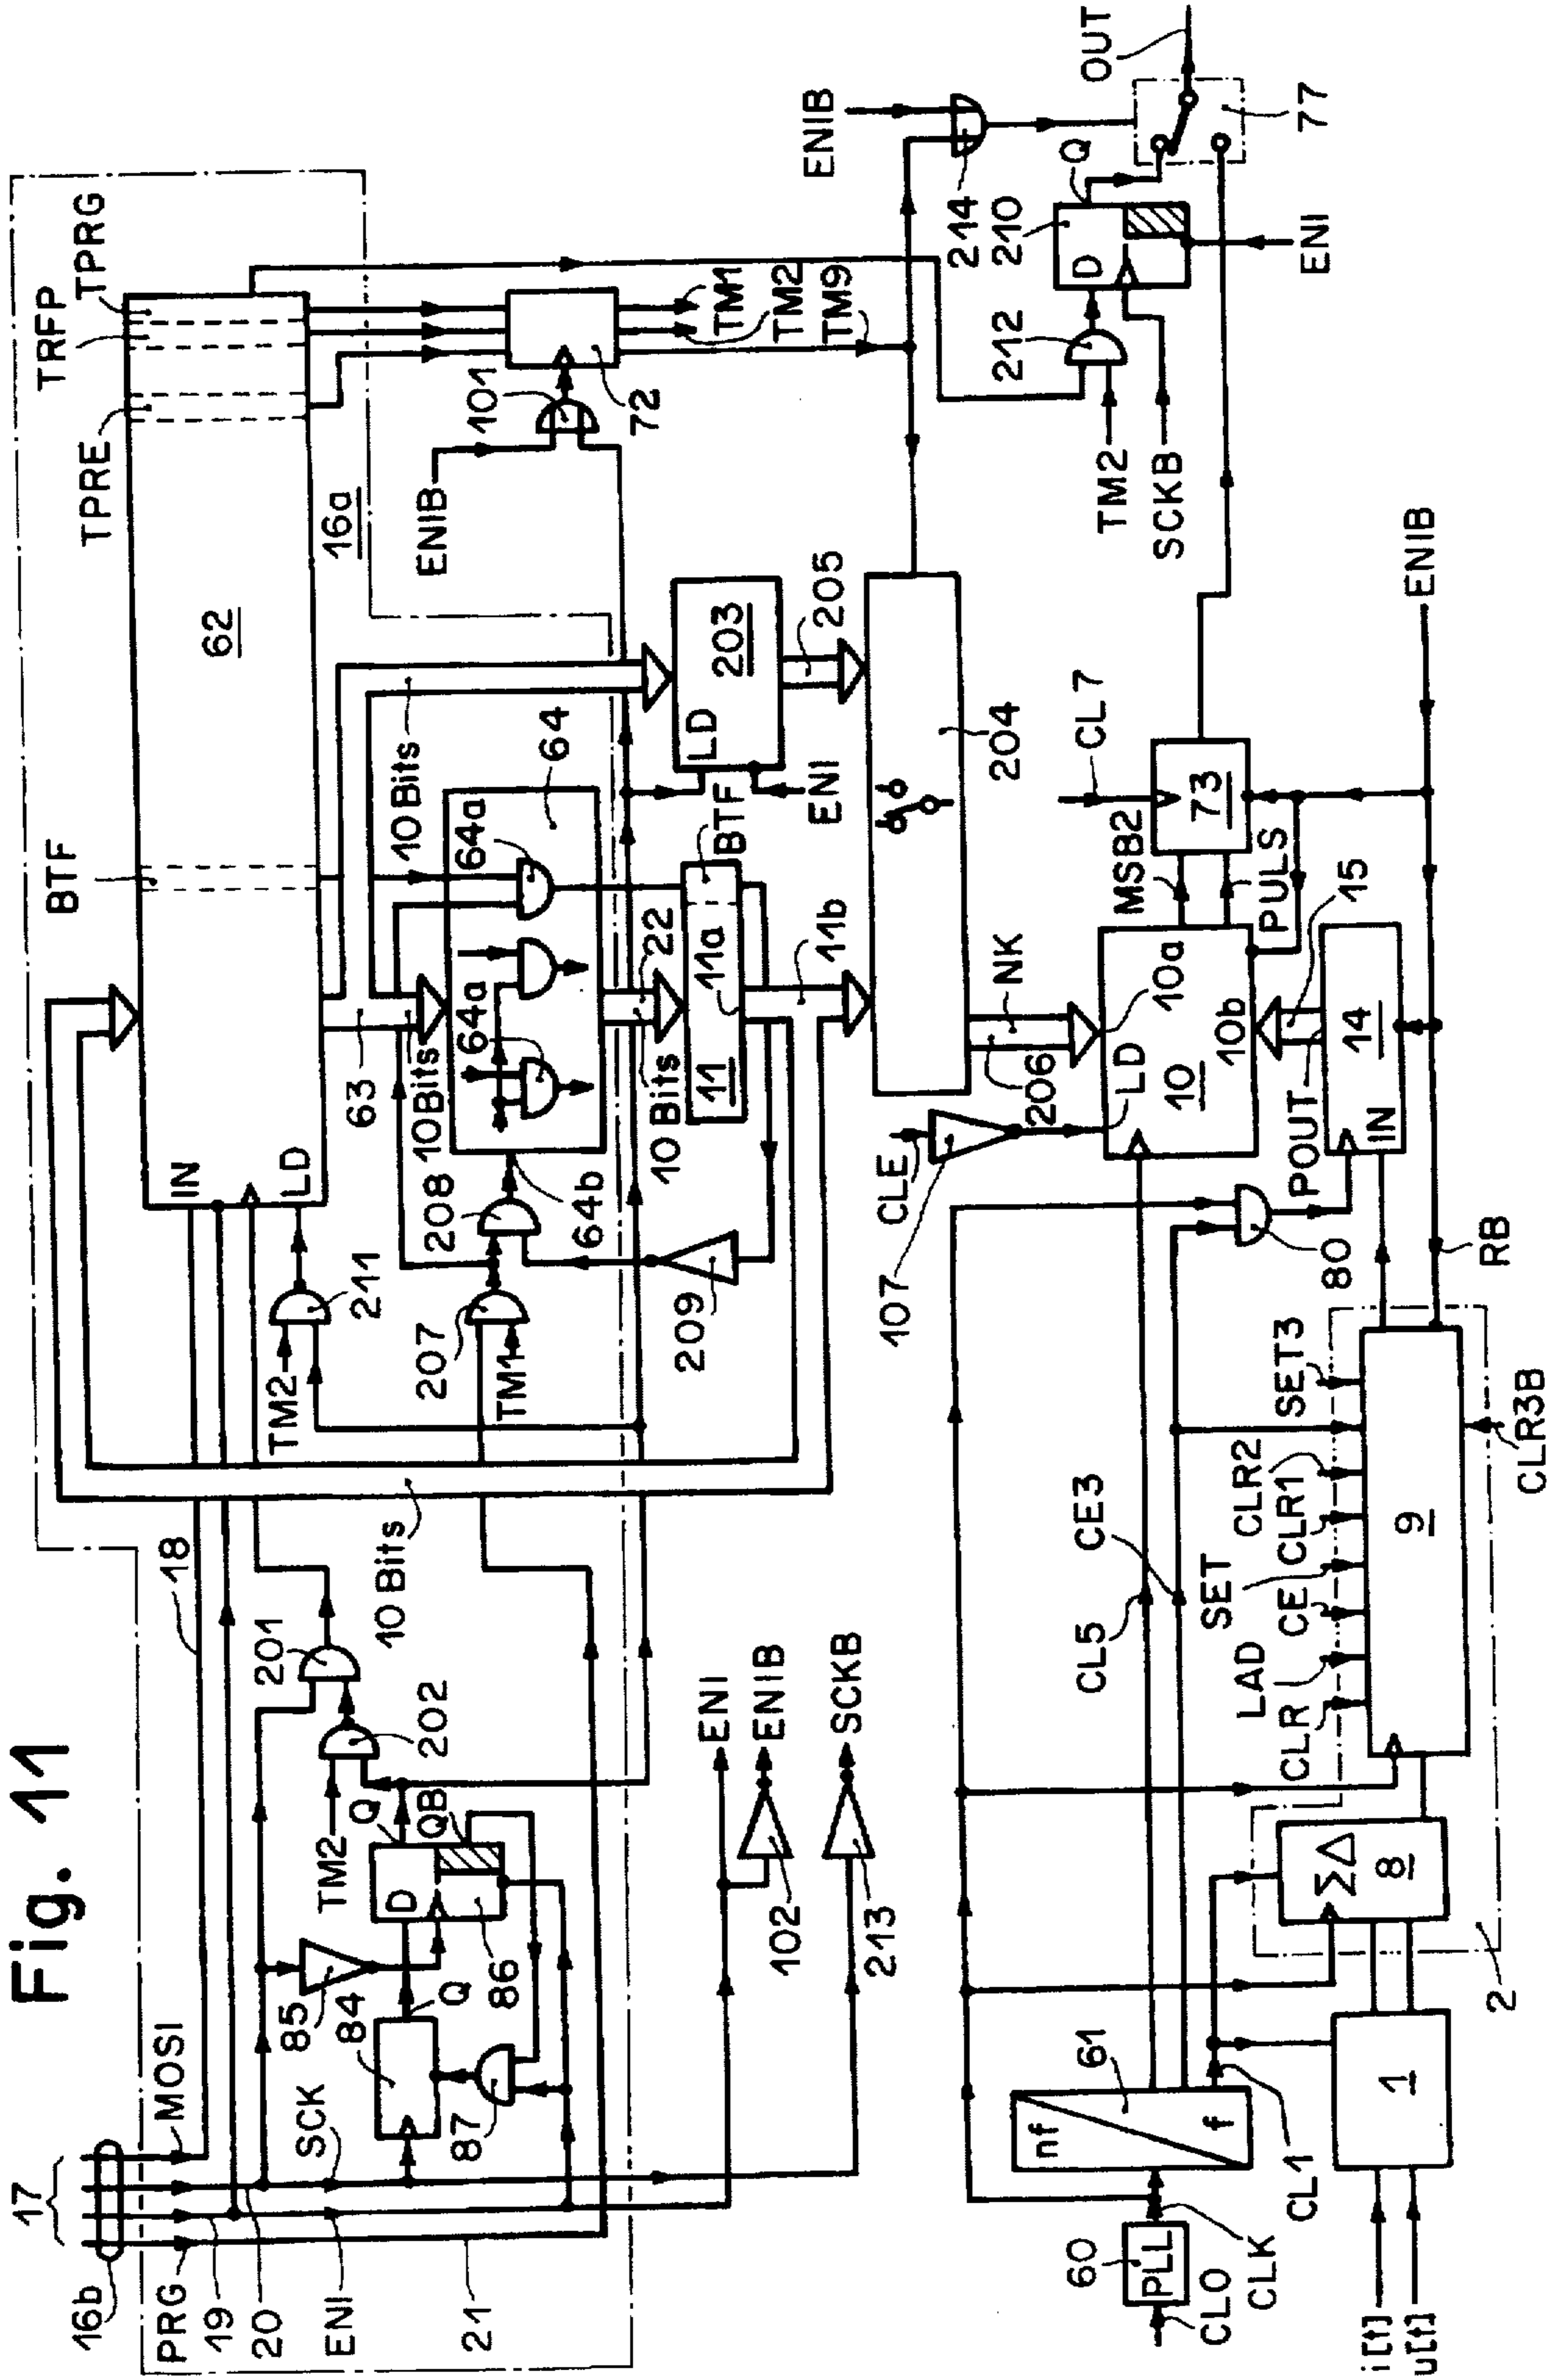 Fig. 11
17
16b
MOSI
PRG
19
20
ENI
21
SCK
18
84
85
Q
86
87
D
Q
QB
TM2
202
201
10 Bits
ENI
ENIB
SCKB
102
213
BTF
TPRE
TRFP
TPRG
62
IN
LD
16a
211
TM2
207
TM1
208
209
64b
63
10Bits
10 Bits
64a
64a
64
10 Bits
22
11
11a
BTF
11b
LD
203
ENI
205
204
ENIB
101
72
TM1
TM2
TM9
ENIB
214
212
TM2
SCKB
D
210
Q
ENI
OUT
77
206
NK
CLE
107
LD
10
10a
10b
MSB2
PULS
CL7
73
ENIB
POUT
15
14
IN
80
RB
CL5
CE3
CLR
LAD
CE
SET
CLR1
CLR2
SET3
9
CLR3B
ΣΔ
8
2
1
nf
f
61
CL1
60
PLL
CLO
CLK
i[t]
u[t]